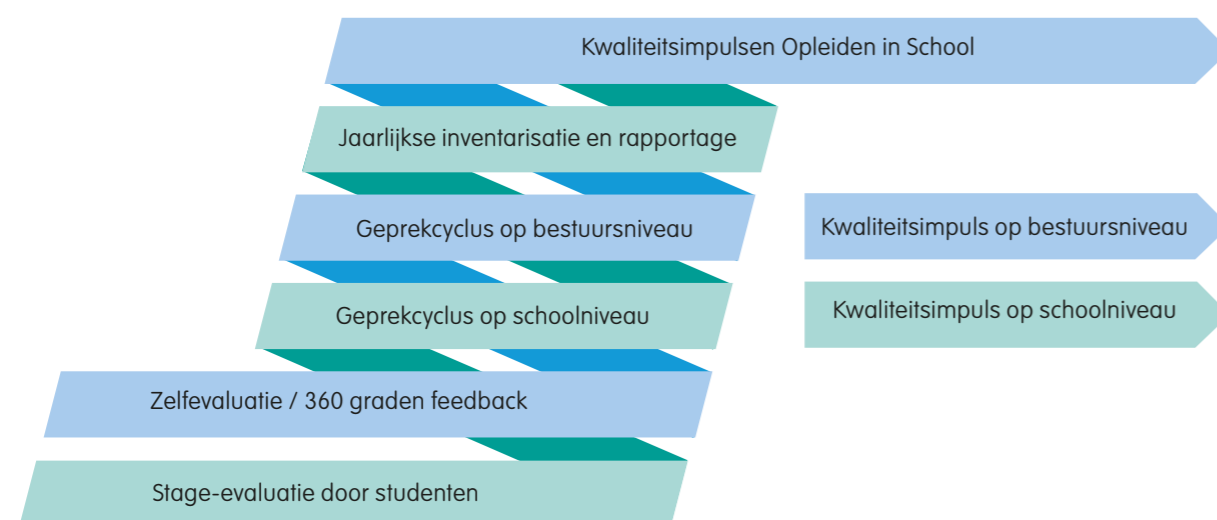 Kwaliteitsimpulsen Opleiden in School
Jaarlijkse inventarisatie en rapportage
Geprekcyclus op bestuursniveau
Kwaliteitsimpuls op bestuursniveau
Geprekcyclus op schoolniveau
Kwaliteitsimpuls op schoolniveau
Zelfevaluatie / 360 graden feedback
Stage-evaluatie door studenten